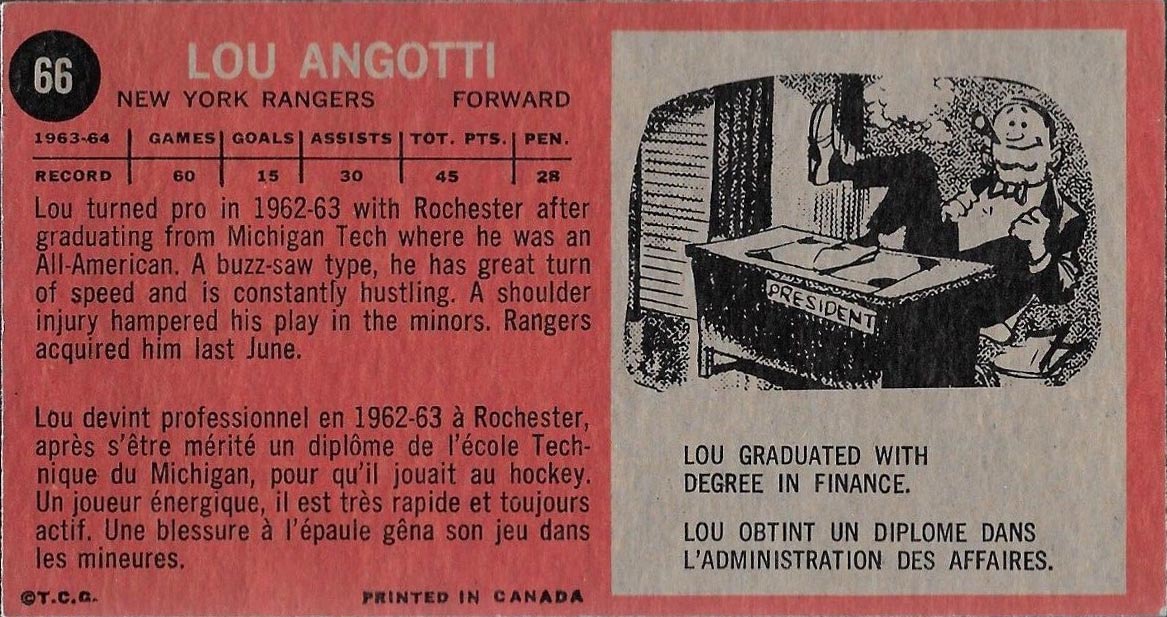 66
LOU ANGOTTI
NEW YORK RANGERS FORWARD
1963-64 GAMES GOALS ASSISTS TOT. PTS. PEN.
RECORD 60 15 30 45 28
Lou turned pro in 1962-63 with Rochester after
graduating from Michigan Tech where he was an
All-American. A buzz-saw type, he has great turn
of speed and is constantly hustling. A shoulder
injury hampered his play in the minors. Rangers
acquired him last June.
Lou devint professionnel en 1962-63 à Rochester,
après s'être mérité un diplôme de l'école Tech-
nique du Michigan, pour qu'il jouait au hockey.
Un joueur énergique, il est très rapide et toujours
actif. Une blessure à l'épaule gêna son jeu dans
les mineures.
©T.C.G. PRINTED IN CANADA
PRESIDENT
LOU GRADUATED WITH
DEGREE IN FINANCE.
LOU OBTINT UN DIPLOME DANS
L'ADMINISTRATION DES AFFAIRES.